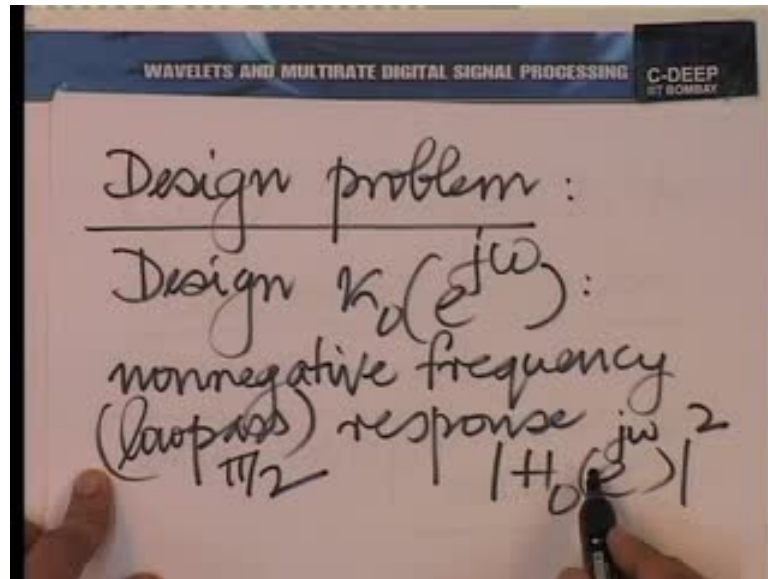 WAVELETS AND MULTIRATE DIGITAL SIGNAL PROCESSING
C-DEEP
IIT BOMBAY
Design problem :
Design K₀(e^jω) :
nonnegative frequency
(lowpass) response
π/2 |H₀(e^jω)|²